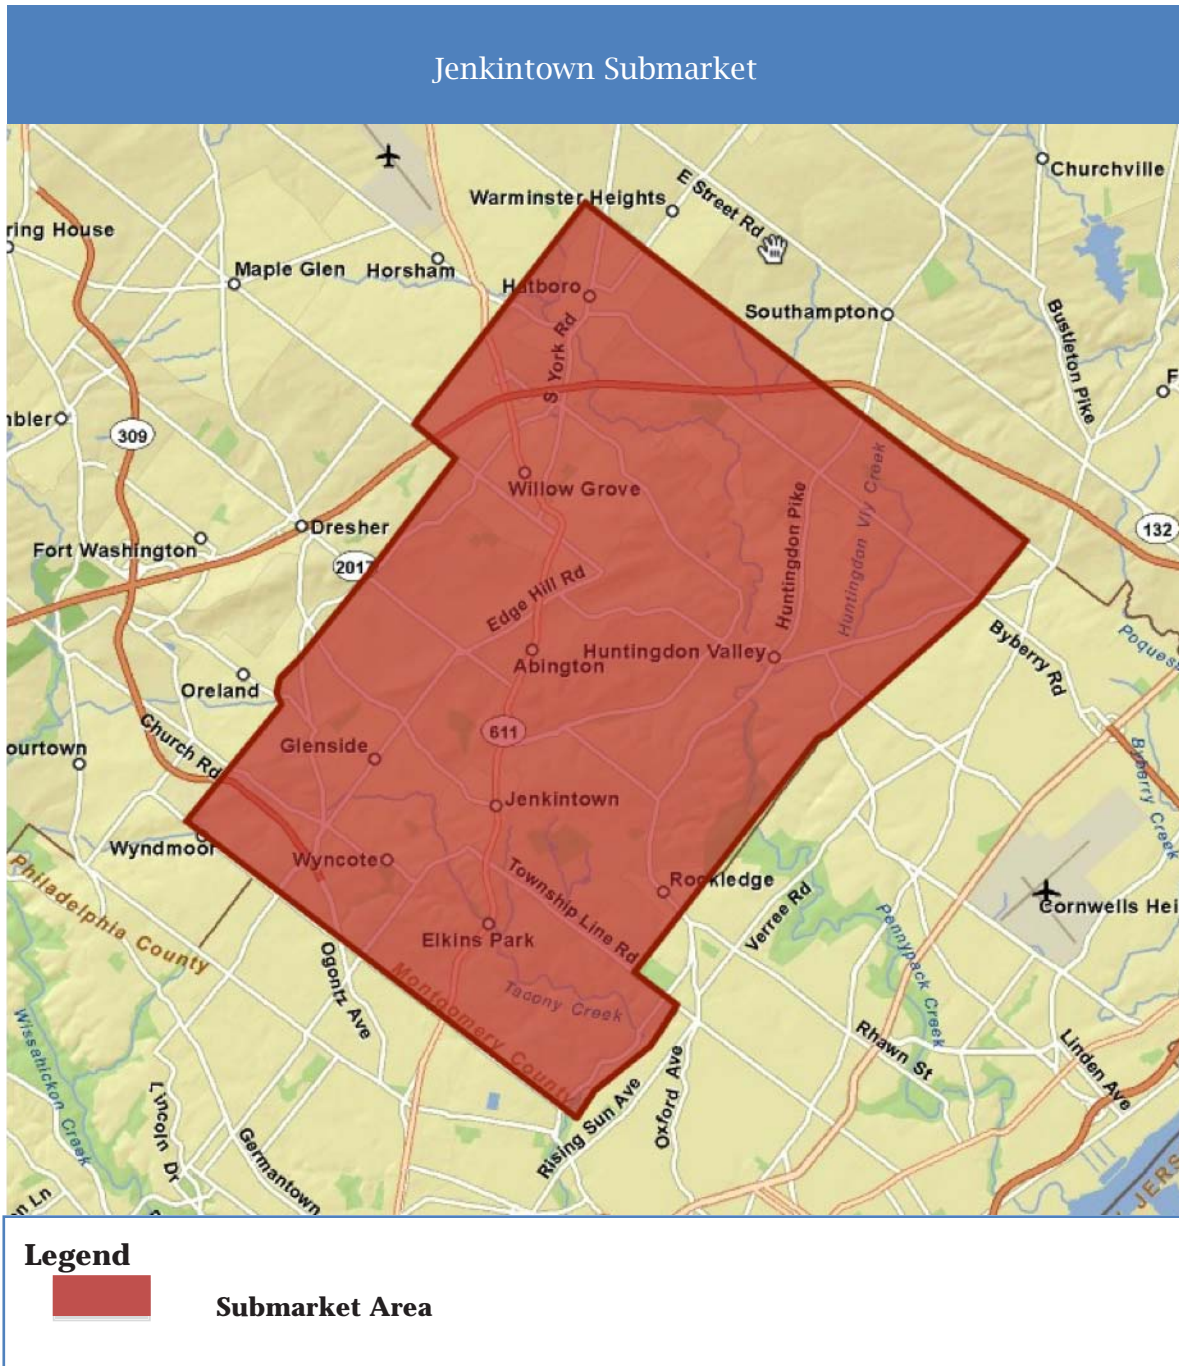 Jenkintown Submarket
Churchville
E Street Rd
Warminster Heights
ring House
Maple Glen
Horsham
Hatboro
Southampton
Bustleton Pike
F
S York Rd
nbler
309
Willow Grove
Huntingdon Pike
Huntingdon Vly Creek
132
Dresher
Fort Washington
2017
Edge Hill Rd
Byberry Rd
Poques
Huntingdon Valley
Abington
Oreland
611
Church Rd
ourtown
Glenside
Byberry Creek
Jenkintown
Wyndmoor
Wyncote
Township Line Rd
Rockledge
Philadelphia County
Verree Rd
Cornwells Hei
Elkins Park
Pennypack Creek
Ogontz Ave
Montgomery County
Tacony Creek
Wissahickon Creek
Rhawn St
Linden Ave
Oxford Ave
Rising Sun Ave
Lincoln Dr
Germantown
n Ln
JERS
Legend
Submarket Area